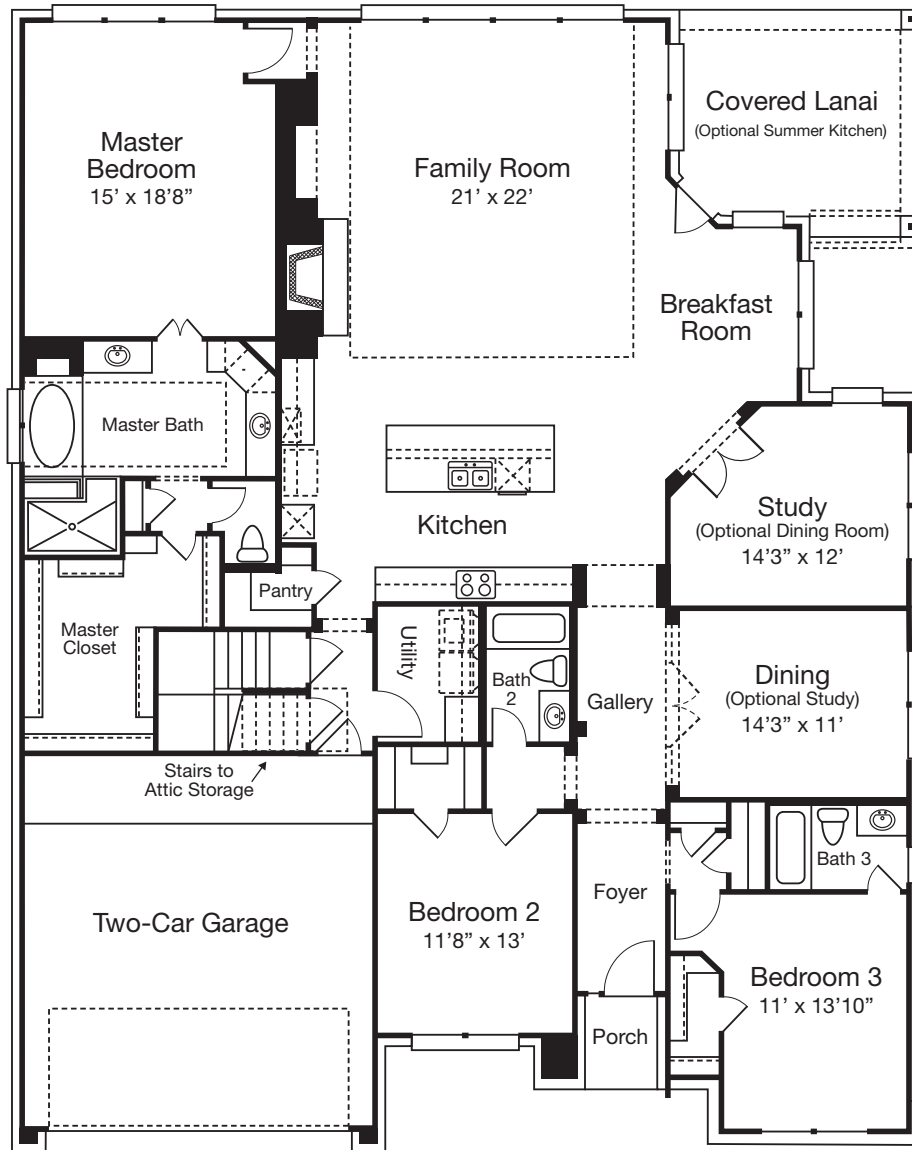 Master
Bedroom
15’ x 18’8”
Family Room
21’ x 22’
Covered Lanai
(Optional Summer Kitchen)
Breakfast
Room
Master Bath
Kitchen
Study
(Optional Dining Room)
14’3” x 12’
Pantry
Master
Closet
Utility
Bath
2
Gallery
Dining
(Optional Study)
14’3” x 11’
Stairs to
Attic Storage
Bath 3
Two-Car Garage
Bedroom 2
11’8” x 13’
Foyer
Bedroom 3
11’ x 13’10”
Porch